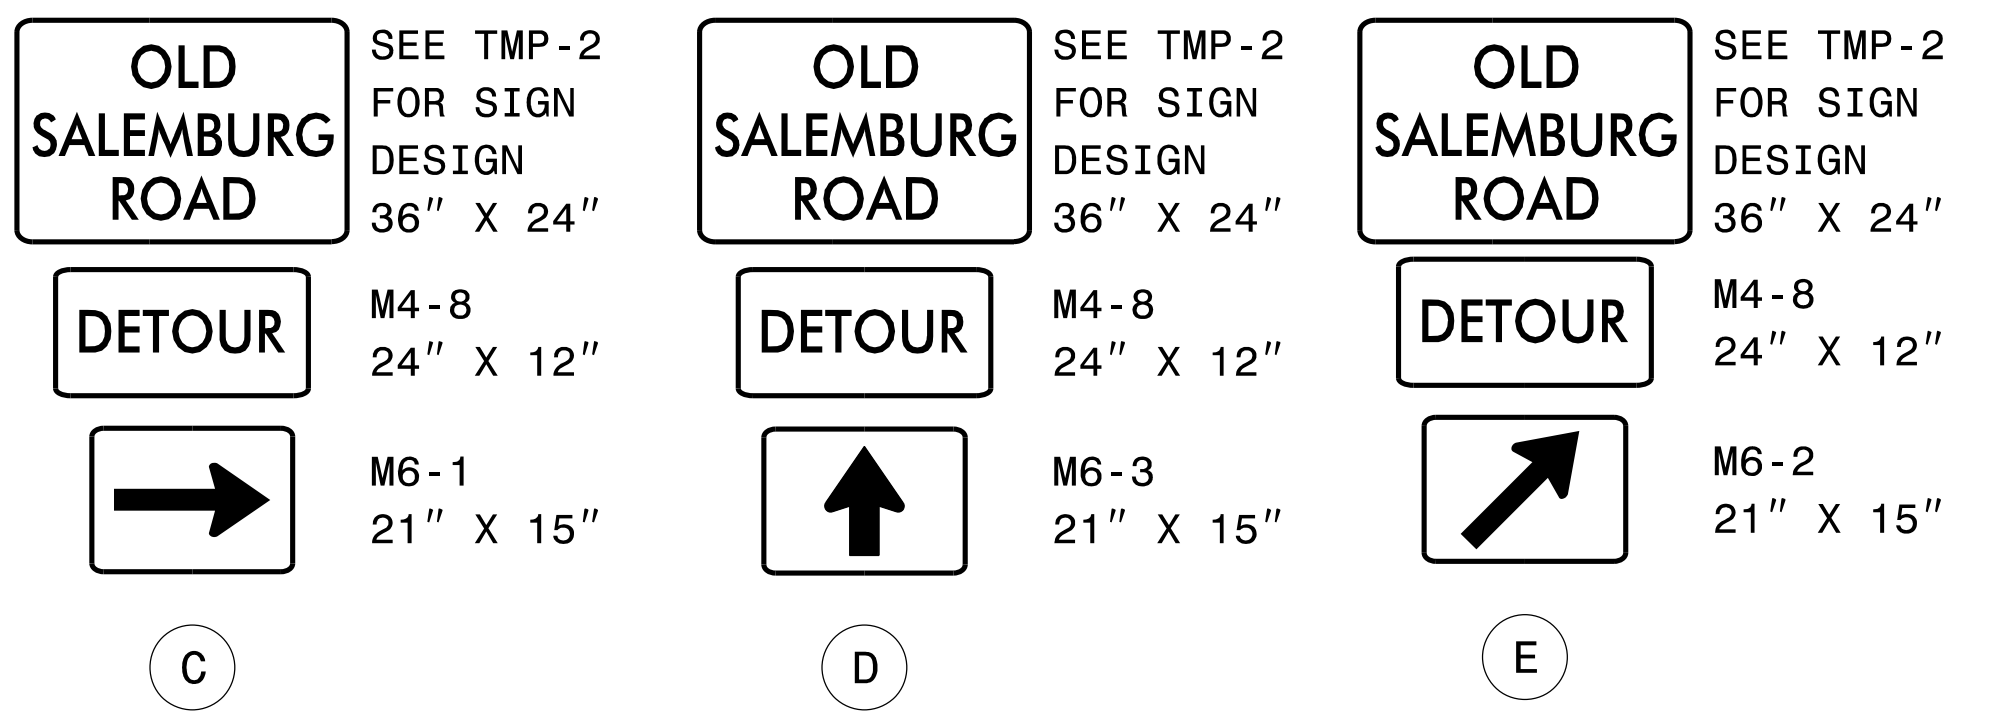 OLD
SALEMBURG
ROAD
SEE TMP-2
FOR SIGN
DESIGN
36" X 24"
DETOUR
M4-8
24" X 12"
M6-1
21" X 15"
C
OLD
SALEMBURG
ROAD
SEE TMP-2
FOR SIGN
DESIGN
36" X 24"
DETOUR
M4-8
24" X 12"
M6-3
21" X 15"
D
OLD
SALEMBURG
ROAD
SEE TMP-2
FOR SIGN
DESIGN
36" X 24"
DETOUR
M4-8
24" X 12"
M6-2
21" X 15"
E